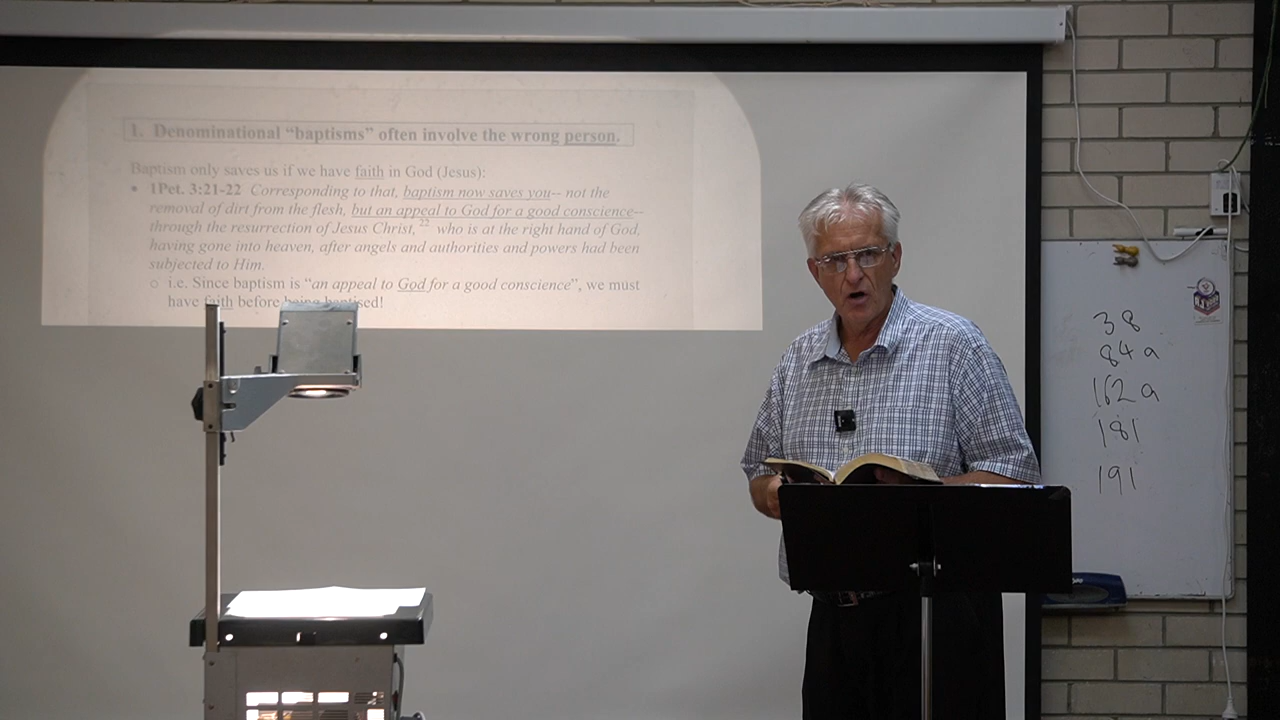 1. Denominational “baptisms” often involve the wrong person.
Baptism only saves us if we have faith in God (Jesus):
• 1Pet. 3:21-22 Corresponding to that, baptism now saves you-- not the
removal of dirt from the flesh, but an appeal to God for a good conscience--
through the resurrection of Jesus Christ, 22 who is at the right hand of God,
having gone into heaven, after angels and authorities and powers had been
subjected to Him.
o i.e. Since baptism is “an appeal to God for a good conscience”, we must
have faith before being baptised!
38
84a
162a
181
191